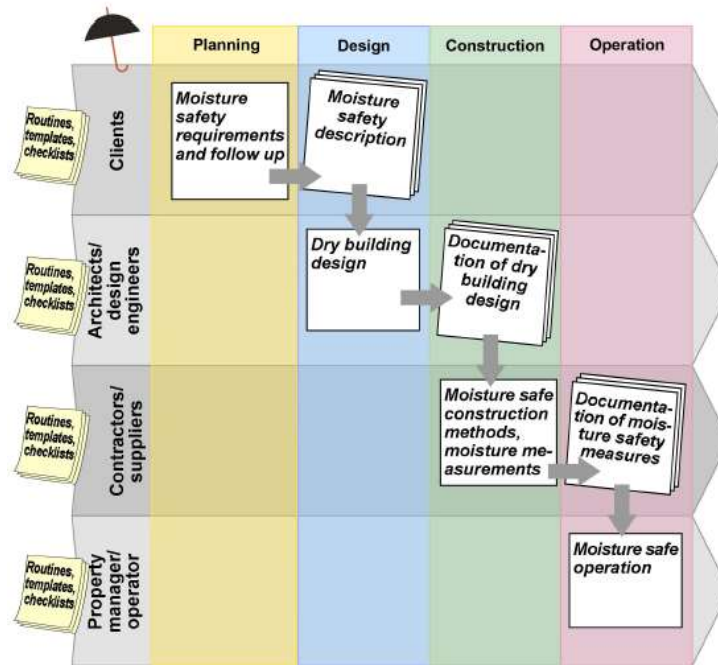 Planning
Design
Construction
Operation
Routines,
templates,
checklists
Clients
Moisture
safety
requirements
and follow up
Moisture
safety
description
Routines,
templates,
checklists
Architects/
design
engineers
Dry building
design
Documenta-
tion of dry
building
design
Routines,
templates,
checklists
Contractors/
suppliers
Moisture safe
construction
methods,
moisture me-
asurements
Documenta-
tion of mois-
ture safety
measures
Routines,
templates,
checklists
Property
manager/
operator
Moisture safe
operation